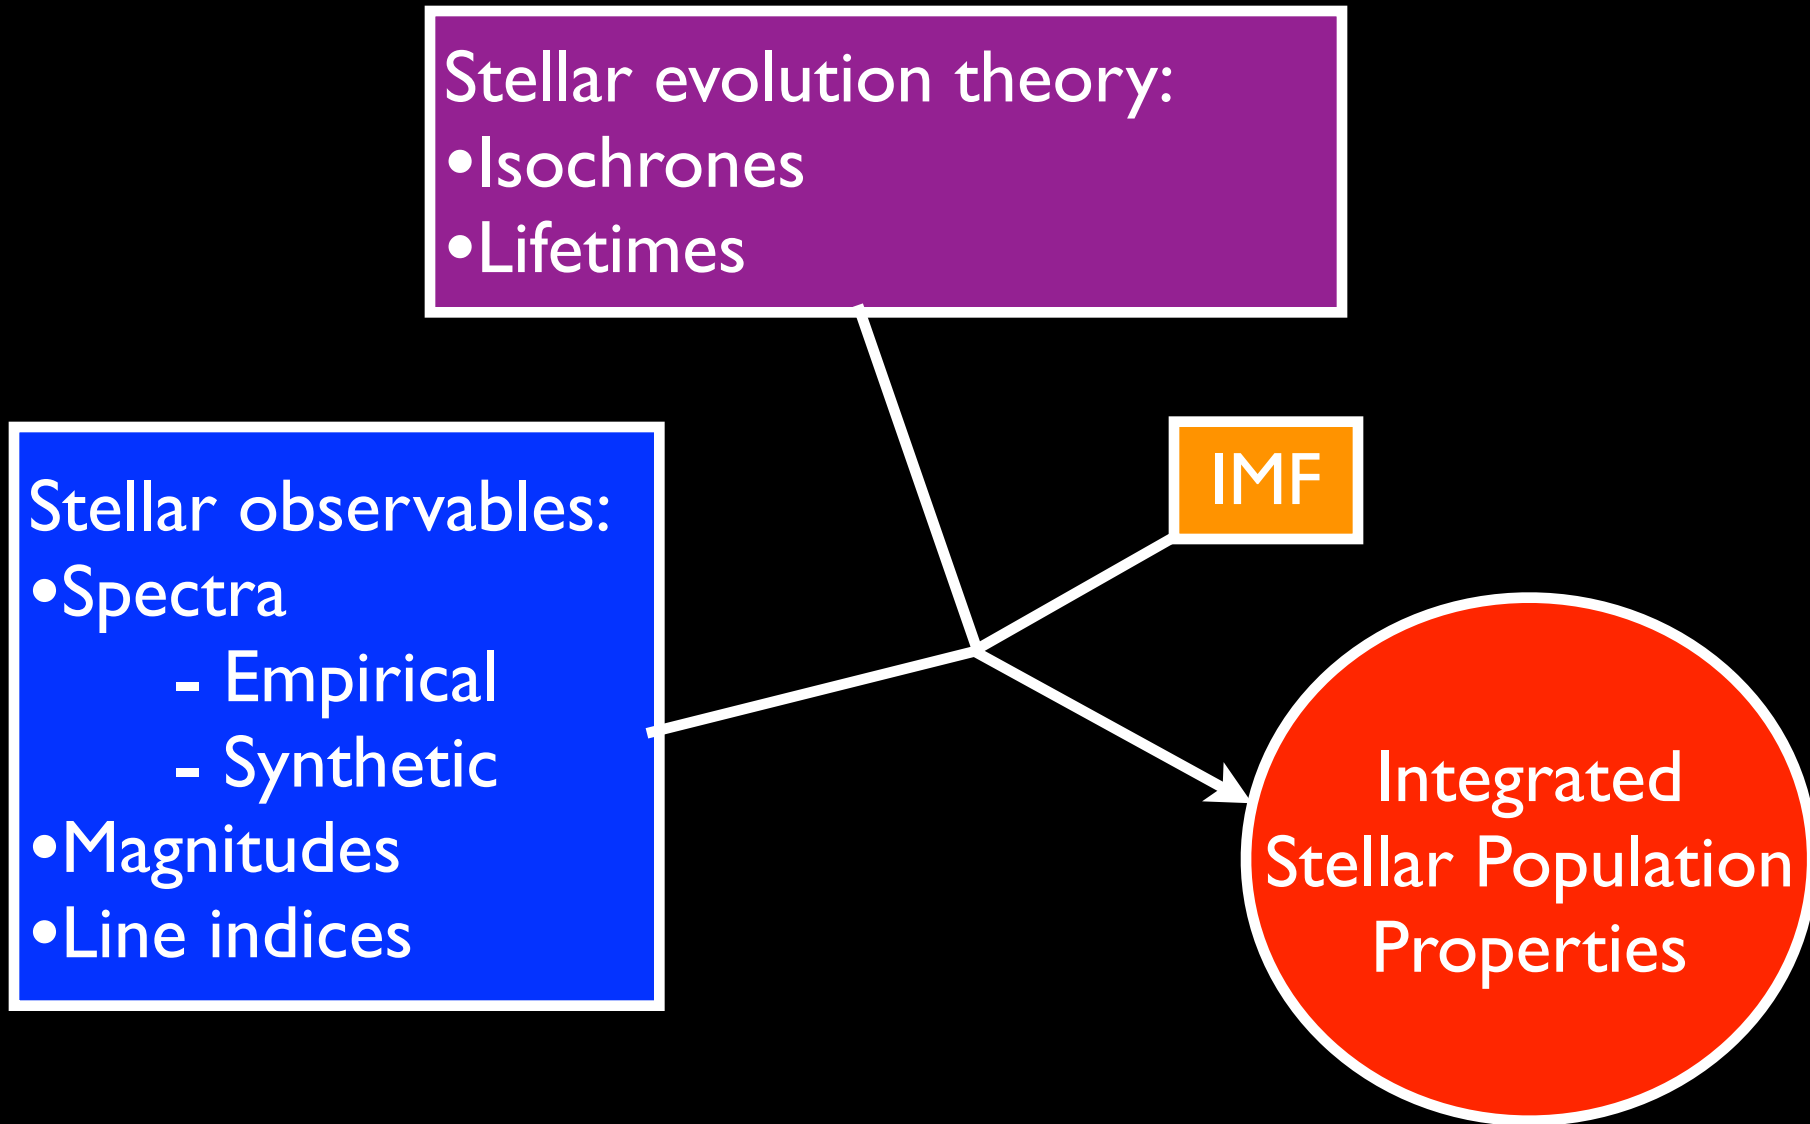 Stellar evolution theory:
•Isochrones
•Lifetimes
Stellar observables:
•Spectra
- Empirical
- Synthetic
•Magnitudes
•Line indices
IMF
Integrated
Stellar Population
Properties